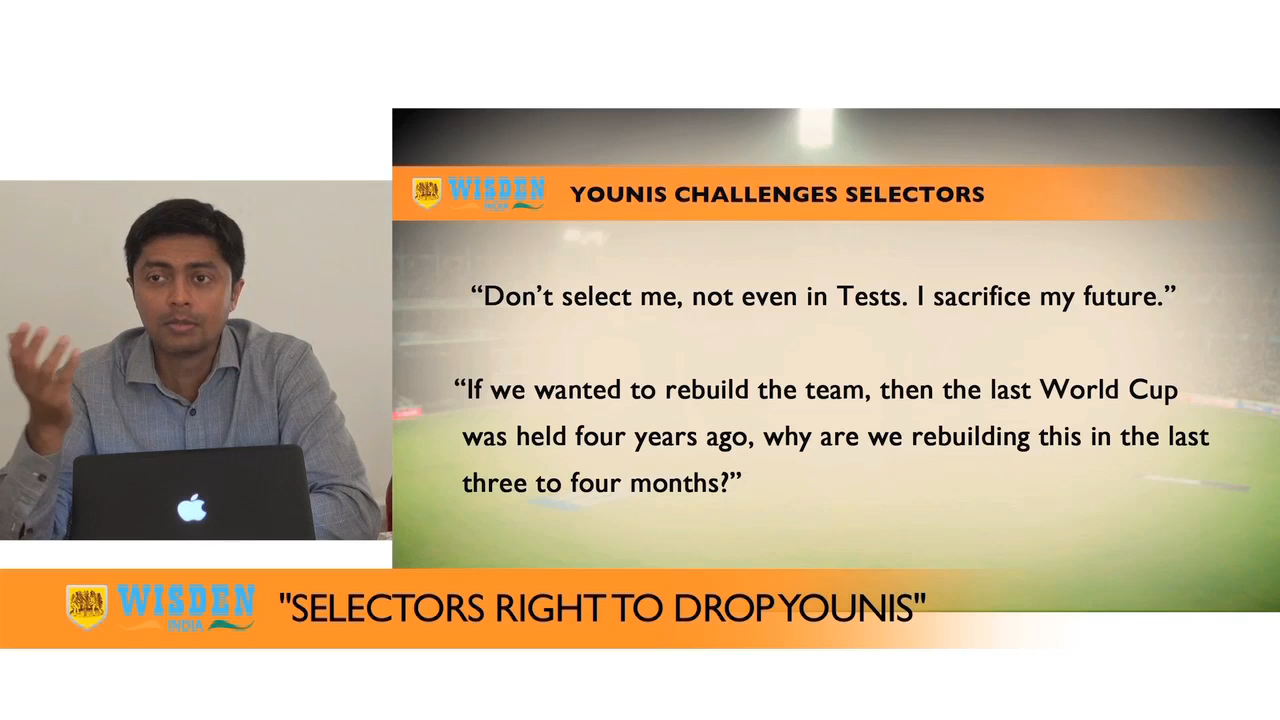 WISDEN
INDIA
YOUNIS CHALLENGES SELECTORS
“Don’t select me, not even in Tests. I sacrifice my future.”
“If we wanted to rebuild the team, then the last World Cup
was held four years ago, why are we rebuilding this in the last
three to four months?”
WISDEN
INDIA
"SELECTORS RIGHT TO DROP YOUNIS"